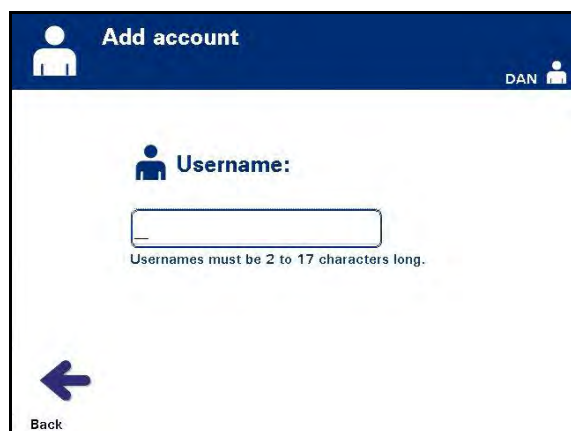 Add account
DAN
Username:
_
Usernames must be 2 to 17 characters long.
Back